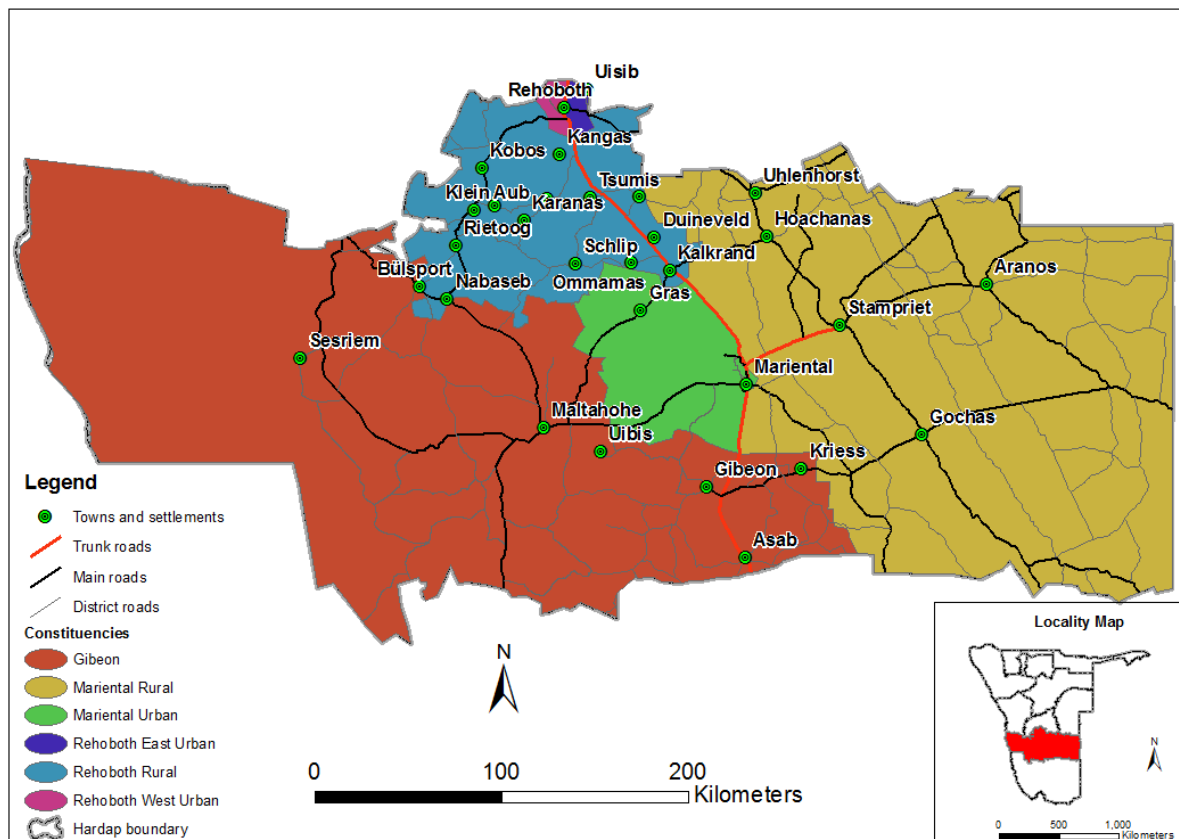 Uisib
Rehoboth
Kangas
Kobos
Tsumis
Uhlenhorst
Klein Aub
Karanas
Hoachanas
Duineveld
Rietoog
Schlip
Kalkrand
Aranos
Bülsport
Ommamas
Nabaseb
Gras
Stampriet
Sesriem
Mariental
Maltahohe
Gochas
Uibis
Kriess
Gibeon
Asab
Legend
Towns and settlements
Trunk roads
Main roads
District roads
Constituencies
Gibeon
Mariental Rural
Mariental Urban
Rehoboth East Urban
Rehoboth Rural
Rehoboth West Urban
Hardap boundary
N
0 100 200
Kilometers
Locality Map
N
0 500 1,000
Kilometers